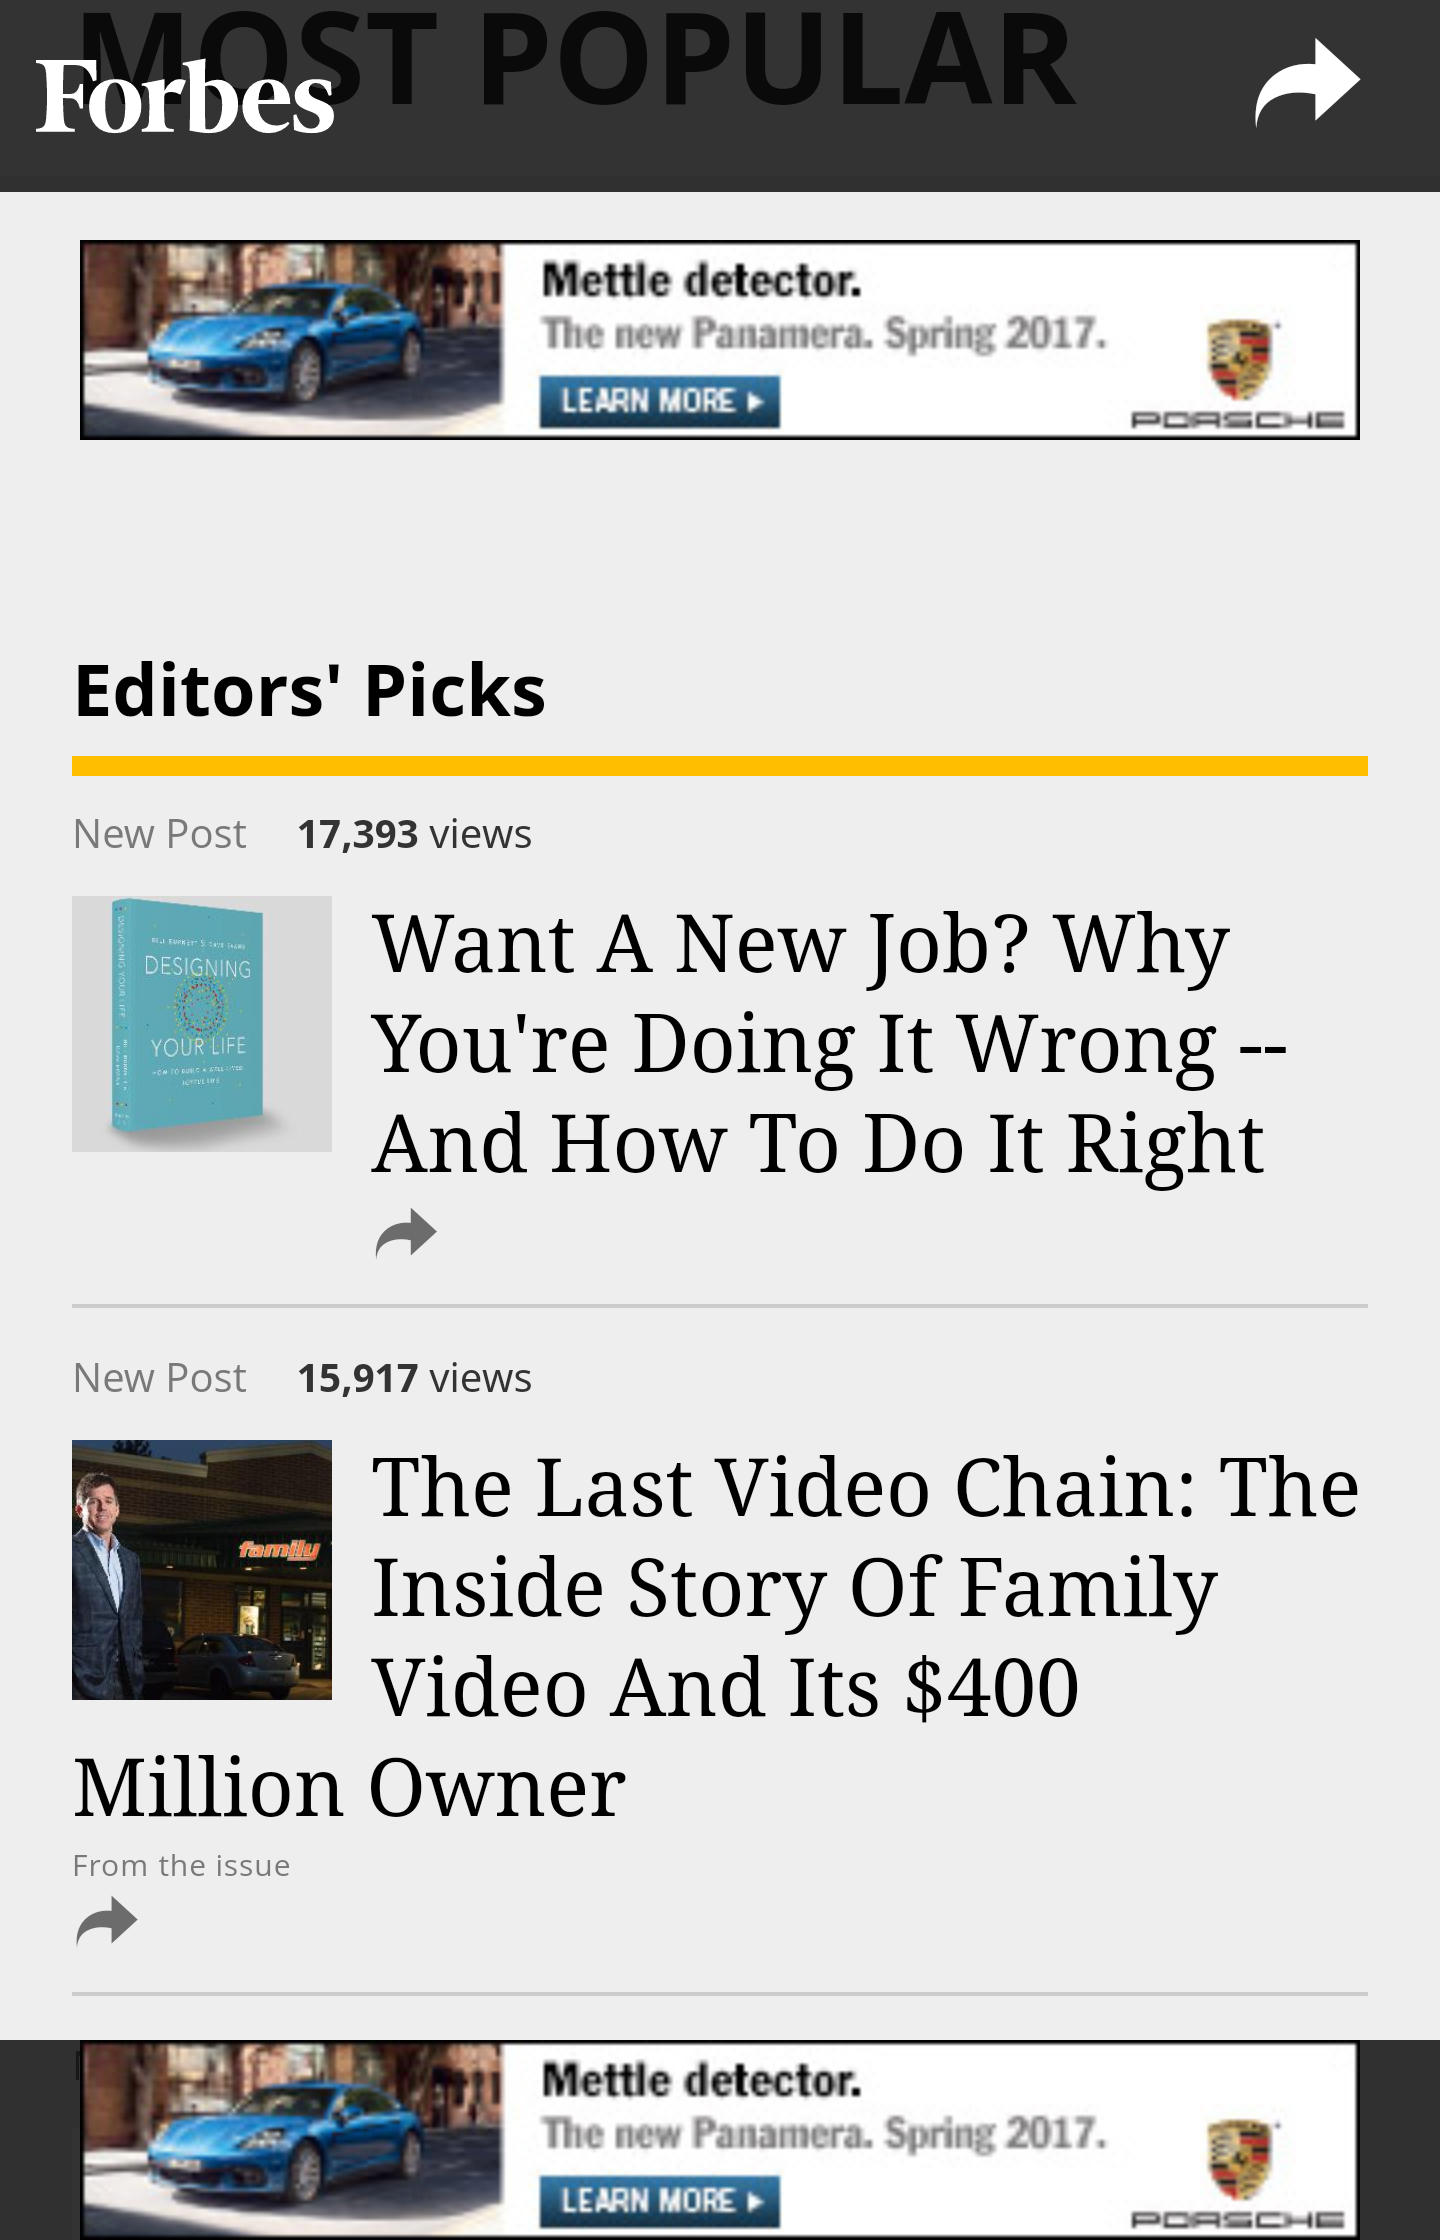 MOST POPULAR
Forbes
Mettle detector.
The new Panamera. Spring 2017.
LEARN MORE
PORSCHE
Editors' Picks
New Post 17,393 views
DESIGNING
YOUR LIFE
Want A New Job? Why
You're Doing It Wrong --
And How To Do It Right
New Post 15,917 views
family
The Last Video Chain: The
Inside Story Of Family
Video And Its $400
Million Owner
From the issue
Mettle detector.
The new Panamera. Spring 2017.
LEARN MORE
PORSCHE